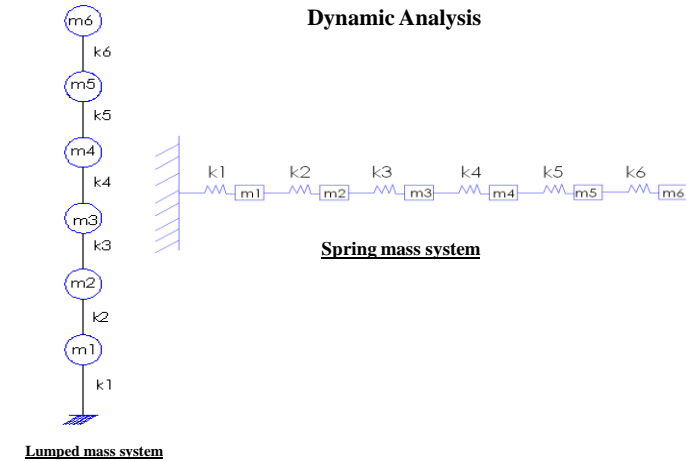 Dynamic Analysis
m6
k6
m5
k5
m4
k4
m3
k3
m2
k2
m1
k1
Lumped mass system
k1 k2 k3 k4 k5 k6
m1 m2 m3 m4 m5 m6
Spring mass system